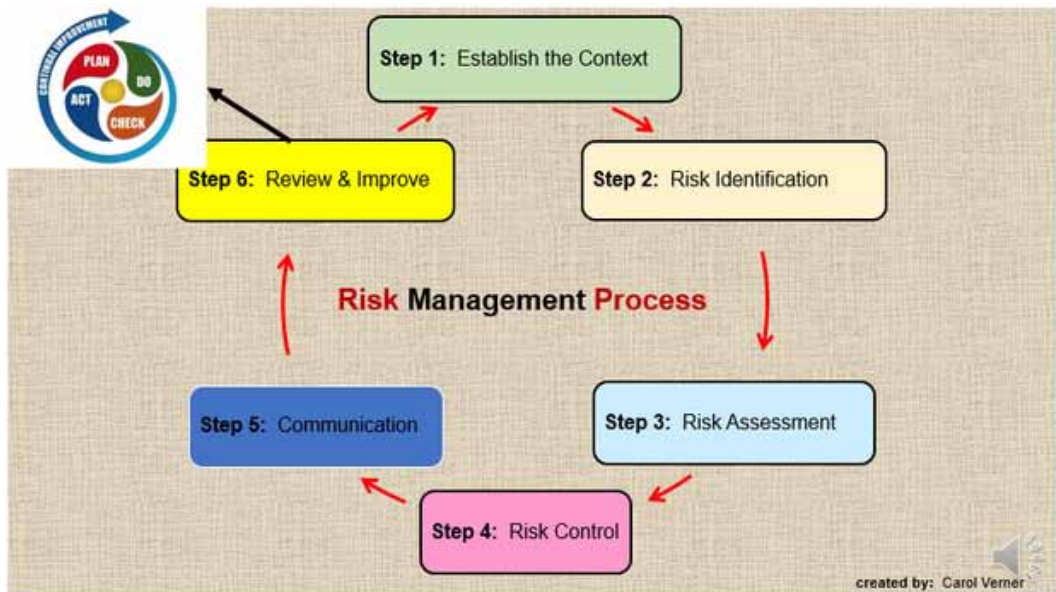 CONTINUAL IMPROVEMENT
PLAN
DO
ACT
CHECK
Step 1: Establish the Context
Step 6: Review & Improve
Step 2: Risk Identification
Risk Management Process
Step 5: Communication
Step 3: Risk Assessment
Step 4: Risk Control
created by: Carol Verner